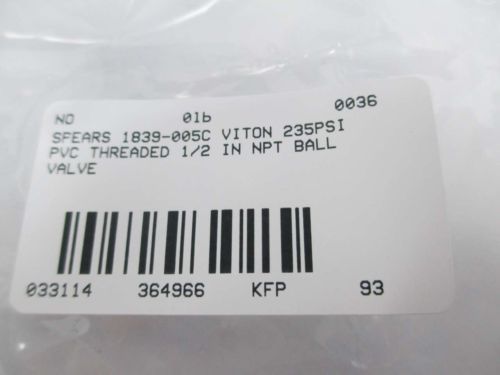 NO 01b 0036
SPEARS 1839-005C VITON 235PSI
PVC THREADED 1/2 IN NPT BALL
VALVE
033114 364966 KFP 93